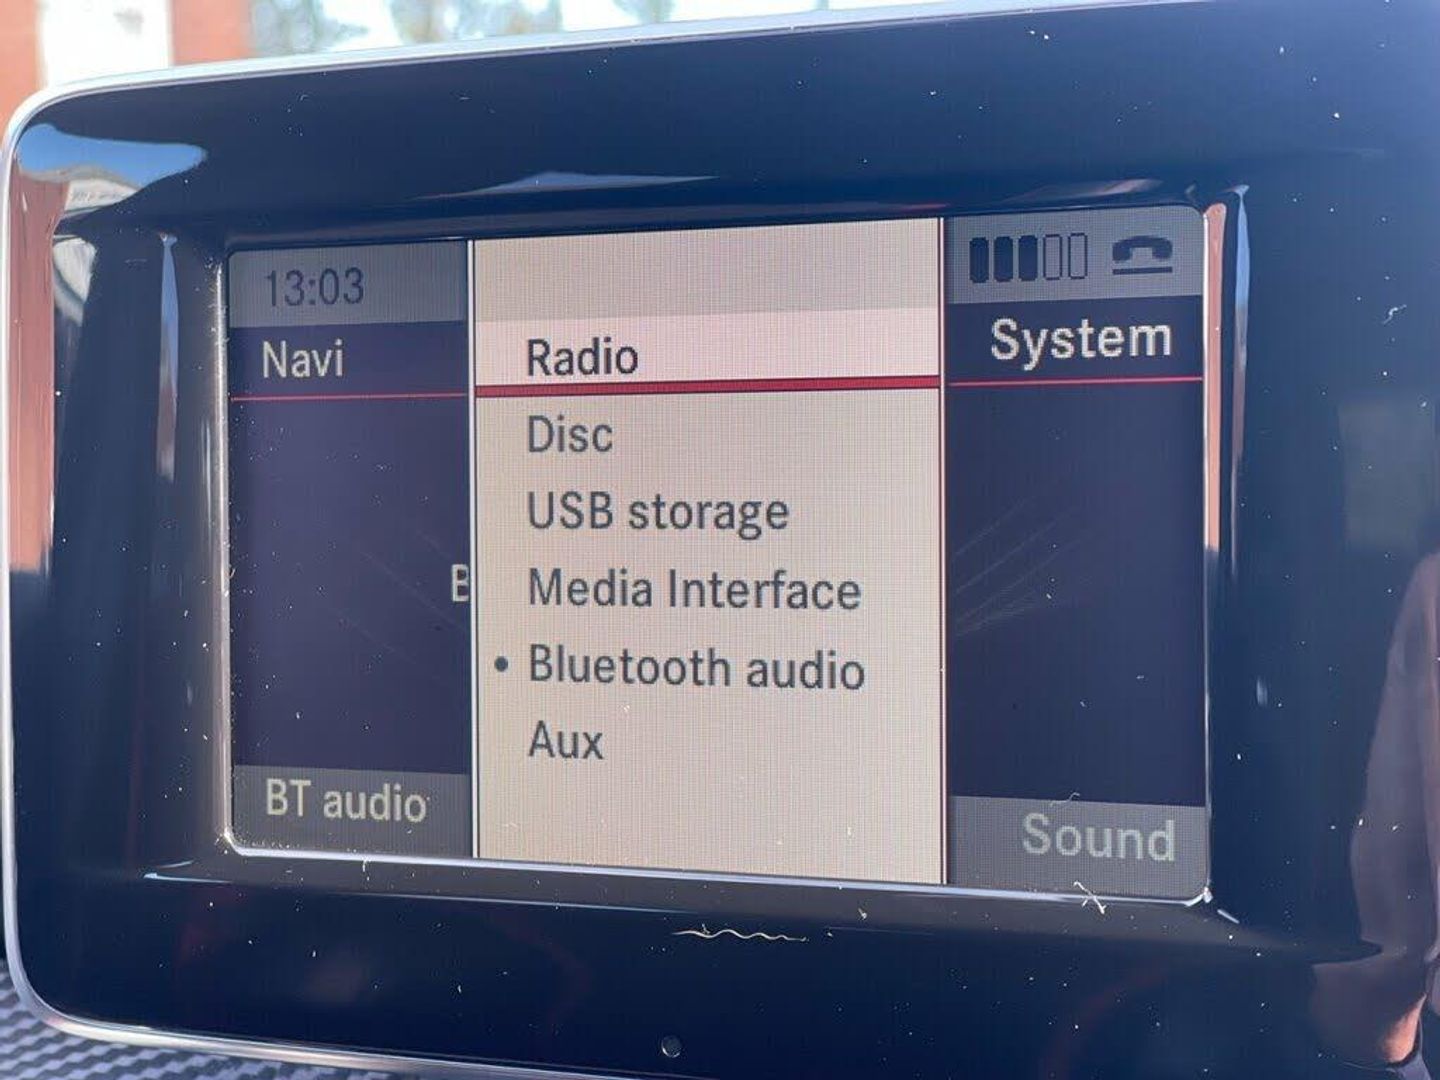 13:03
Navi
Radio
System
Disc
USB storage
Media Interface
B
Bluetooth audio
Aux
BT audio
Sound